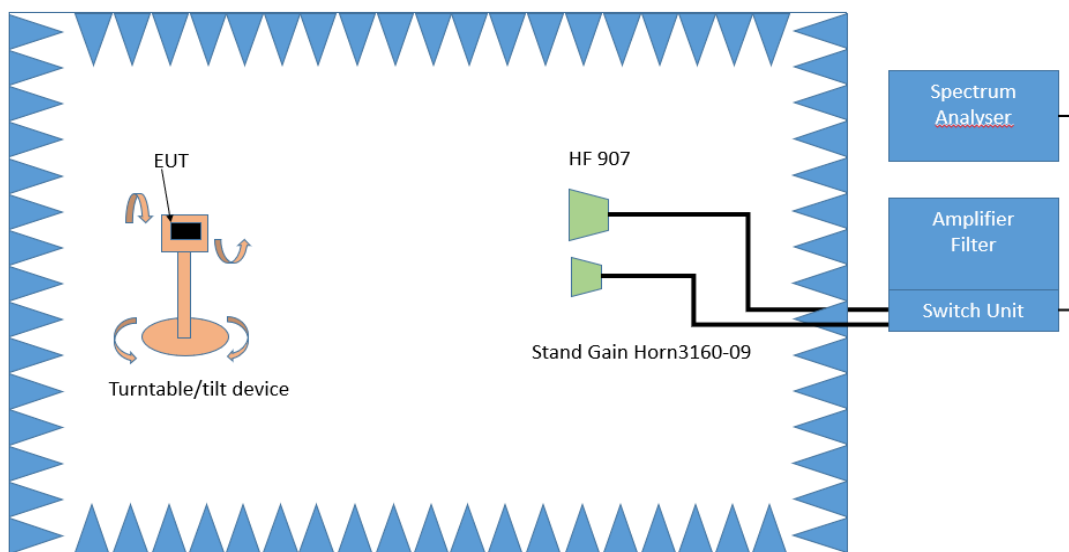 Spectrum
Analyser
EUT
HF 907
Amplifier
Filter
Switch Unit
Stand Gain Horn3160-09
Turntable/tilt device